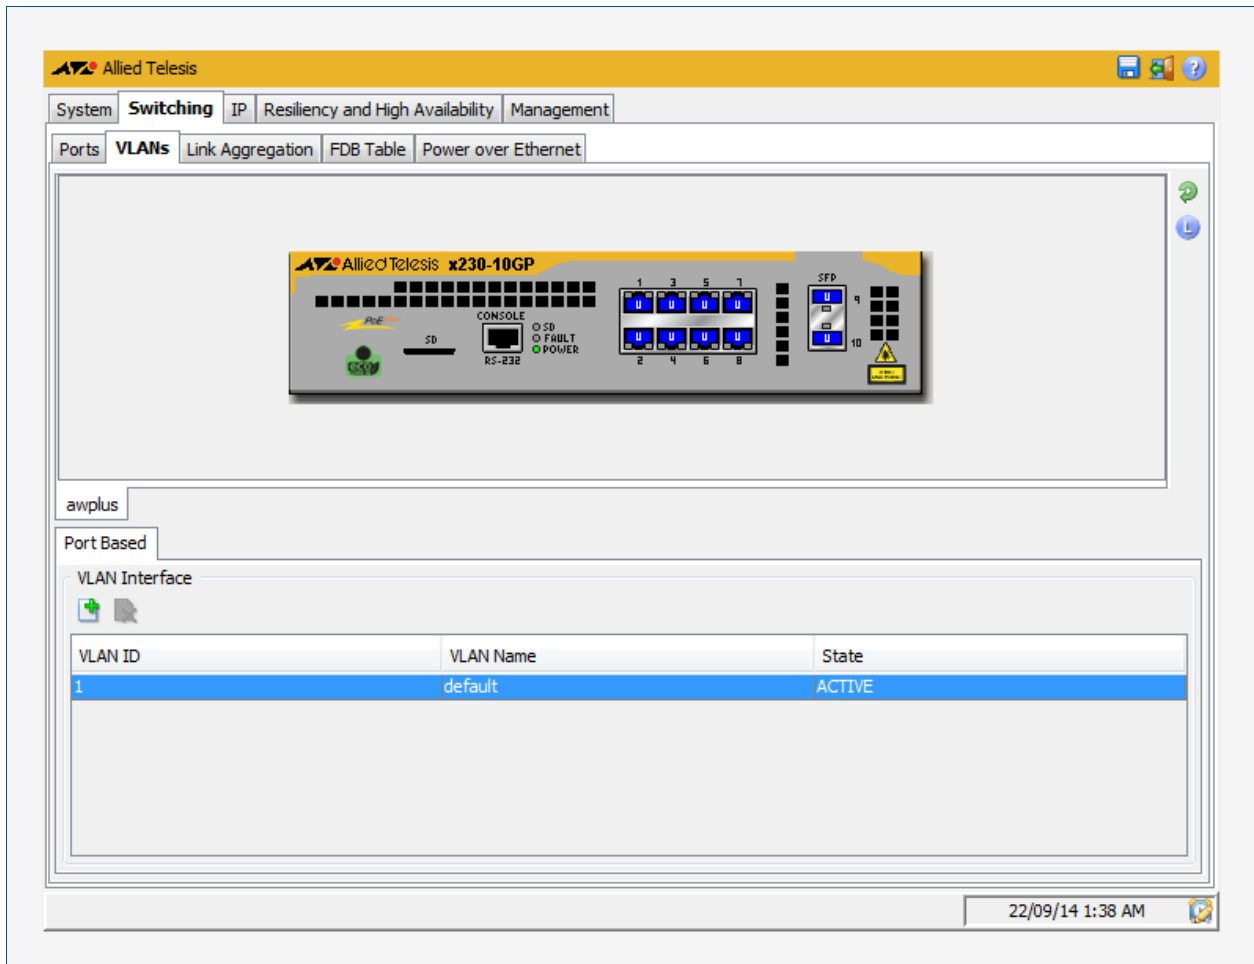 Allied Telesis
System Switching IP Resiliency and High Availability Management
Ports VLANs Link Aggregation FDB Table Power over Ethernet
L
Allied Telesis x230-10GP
1 3 5 7 SFP
U U U U U 9
PoE CONSOLE
SD SD
FAULT
POWER
RS-232
U U U U U 10
2 4 6 8
awplus
Port Based
VLAN Interface
VLAN ID VLAN Name State
1 default ACTIVE
22/09/14 1:38 AM